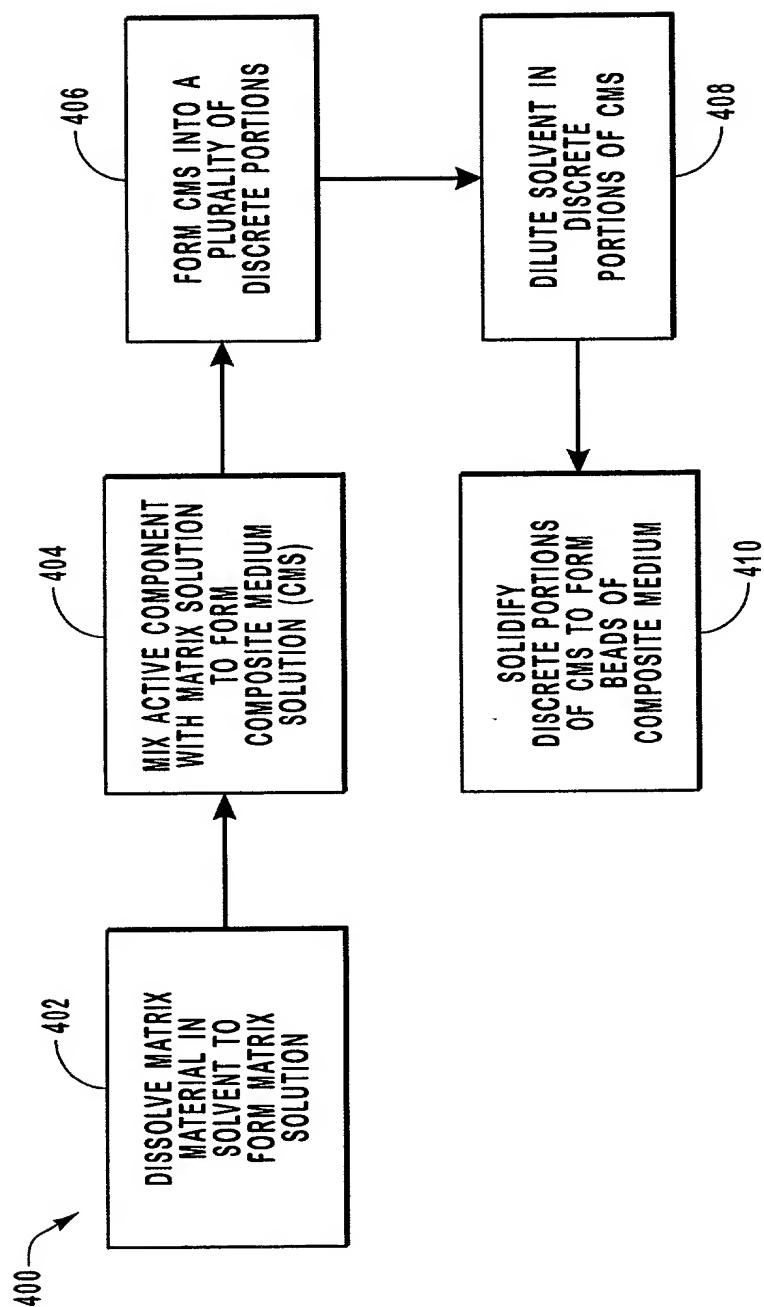 400
402
DISSOLVE MATRIX
MATERIAL IN
SOLVENT TO
FORM MATRIX
SOLUTION
404
MIX ACTIVE COMPONENT
WITH MATRIX SOLUTION
TO FORM
COMPOSITE MEDIUM
SOLUTION (CMS)
406
FORM CMS INTO A
PLURALITY OF
DISCRETE PORTIONS
DILUTE SOLVENT IN
DISCRETE
PORTIONS OF CMS
408
SOLIDIFY
DISCRETE PORTIONS
OF CMS TO FORM
BEADS OF
COMPOSITE MEDIUM
410